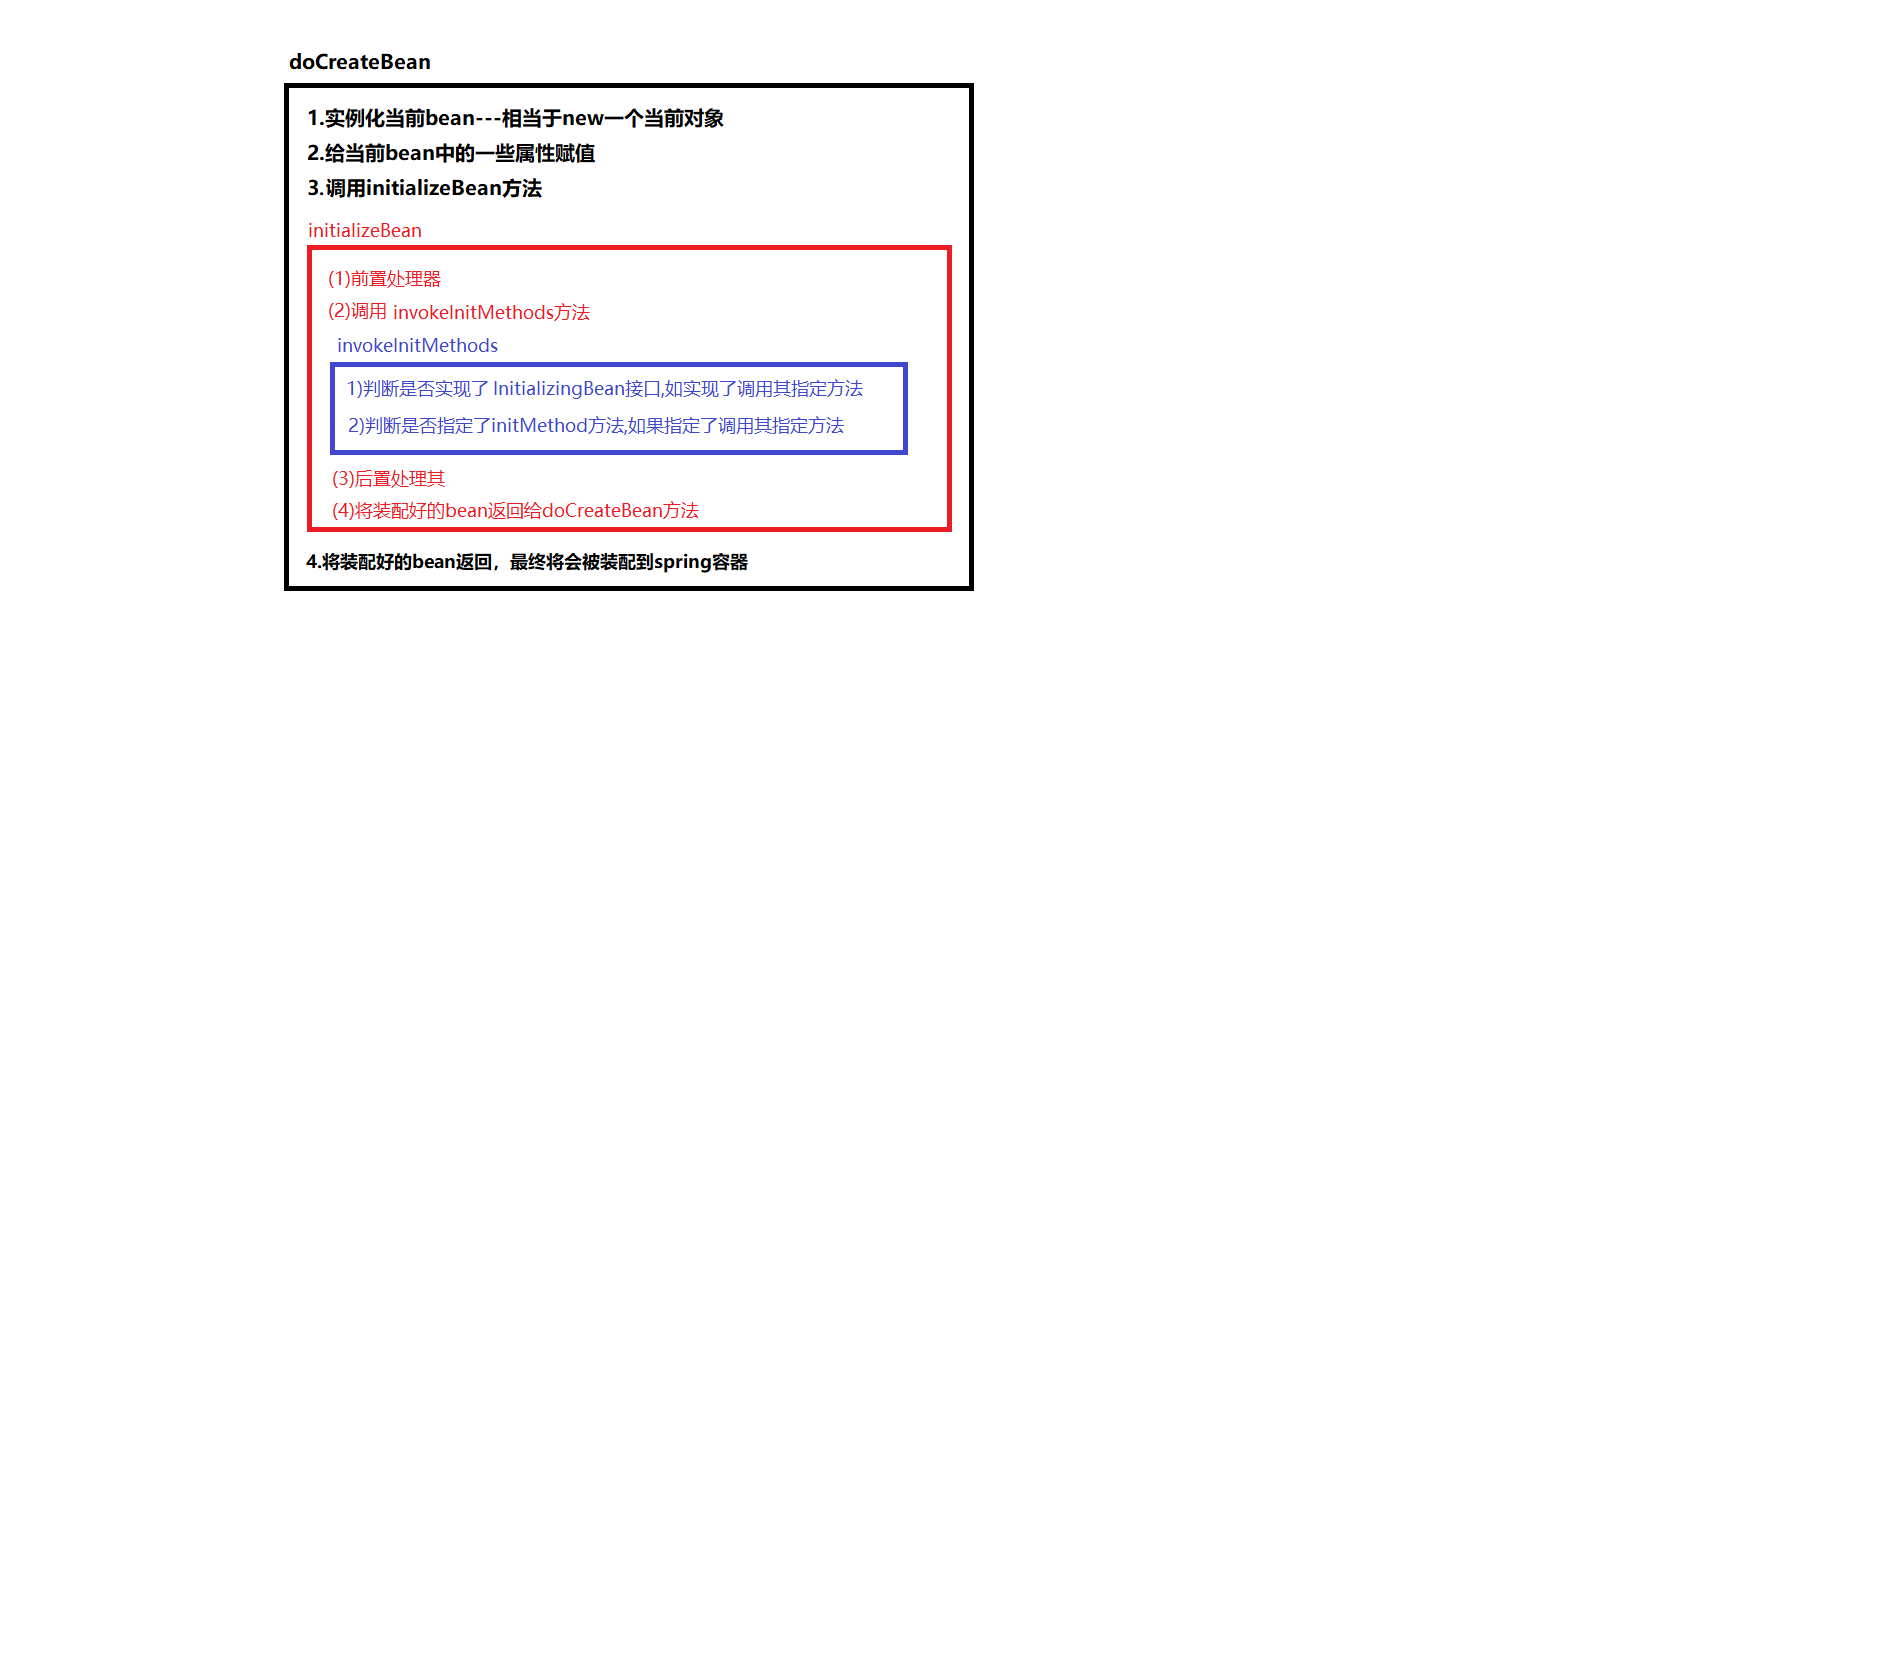 doCreateBean
1.实例化当前bean---相当于new一个当前对象
2.给当前bean中的一些属性赋值
3.调用initializeBean方法
initializeBean
(1)前置处理器
(2)调用 invokeInitMethods方法
invokeInitMethods
1)判断是否实现了 InitializingBean接口,如实现了调用其指定方法
2)判断是否指定了initMethod方法,如果指定了调用其指定方法
(3)后置处理其
(4)将装配好的bean返回给doCreateBean方法
4.将装配好的bean返回，最终将会被装配到spring容器